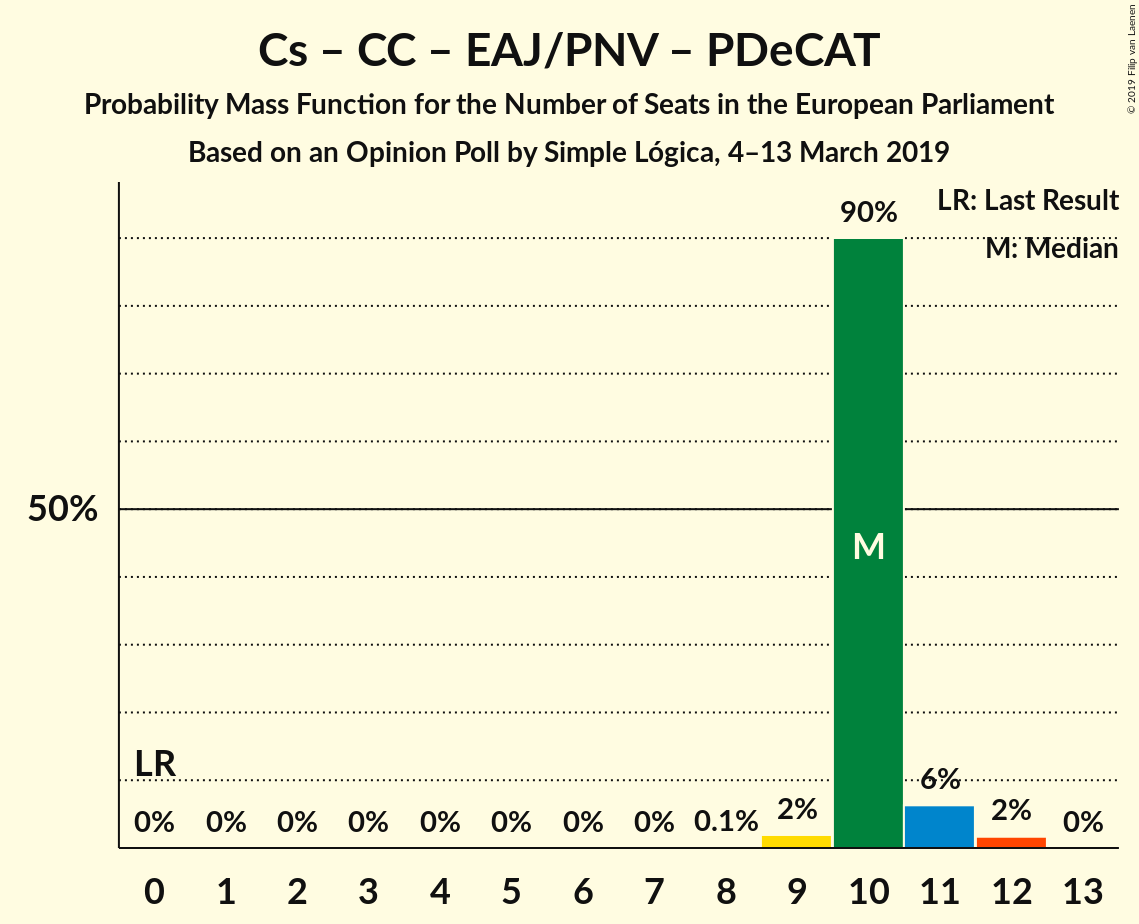 Cs – CC – EAJ/PNV – PDeCAT
Probability Mass Function for the Number of Seats in the European Parliament
Based on an Opinion Poll by Simple Lógica, 4–13 March 2019
© 2019 Filip van Laenen
LR: Last Result
M: Median
90%
50%
M
LR
0% 0% 0% 0% 0% 0% 0% 0% 0.1% 2% 6% 2% 0%
0 1 2 3 4 5 6 7 8 9 10 11 12 13